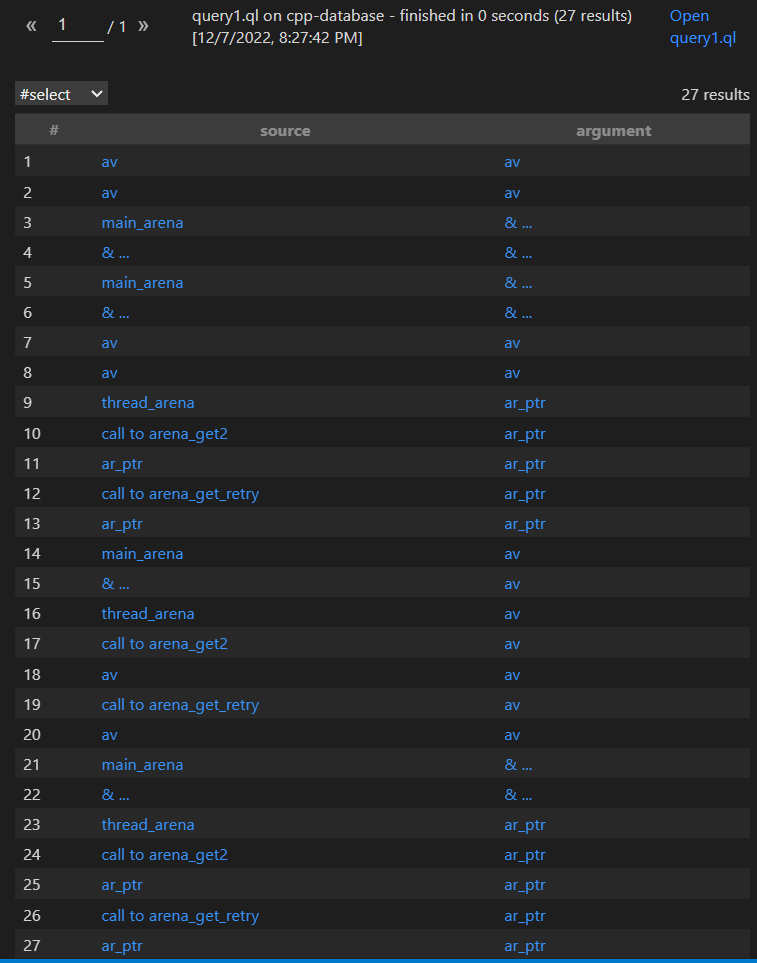 « 1 / 1 » query1.ql on cpp-database - finished in 0 seconds (27 results) Open
[12/7/2022, 8:27:42 PM] query1.ql
#select 27 results
# source argument
1 av av
2 av av
3 main_arena & ...
4 & ... & ...
5 main_arena & ...
6 & ... & ...
7 av av
8 av av
9 thread_arena ar_ptr
10 call to arena_get2 ar_ptr
11 ar_ptr ar_ptr
12 call to arena_get_retry ar_ptr
13 ar_ptr ar_ptr
14 main_arena av
15 & ... av
16 thread_arena av
17 call to arena_get2 av
18 av av
19 call to arena_get_retry av
20 av av
21 main_arena & ...
22 & ... & ...
23 thread_arena ar_ptr
24 call to arena_get2 ar_ptr
25 ar_ptr ar_ptr
26 call to arena_get_retry ar_ptr
27 ar_ptr ar_ptr